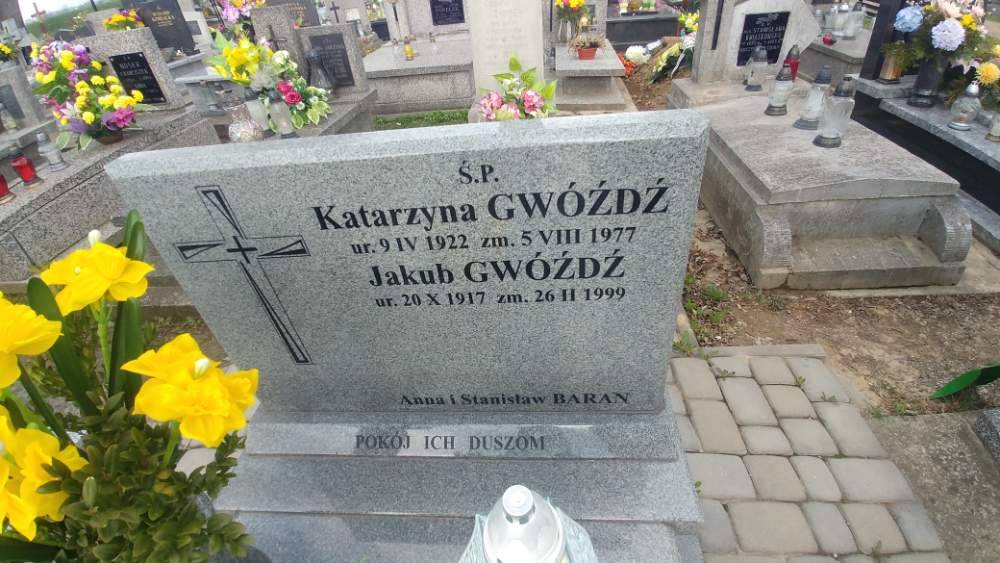 Ś.P.
Katarzyna GWÓŹDŹ
ur. 9 IV 1922 zm. 5 VIII 1977
Jakub GWÓŹDŹ
ur. 20 X 1917 zm. 26 II 1999
Anna i Stanisław BARAN
POKÓJ ICH DUSZOM